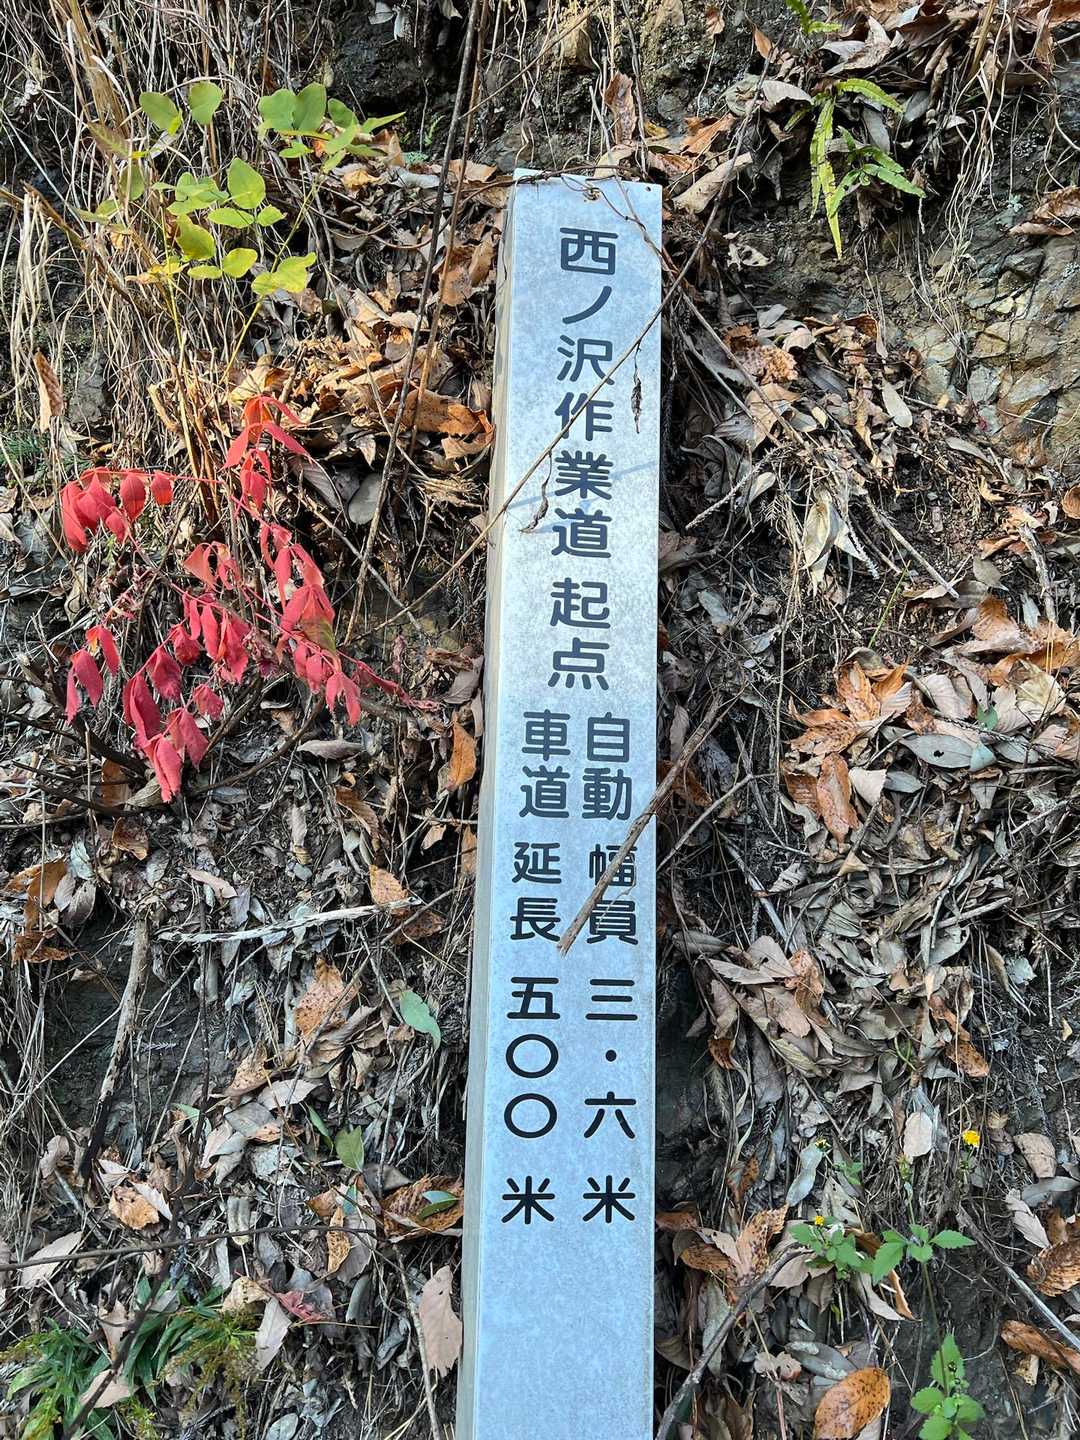 西ノ沢作業道起点
自動車道
幅員 三・六米
延長 五〇〇米